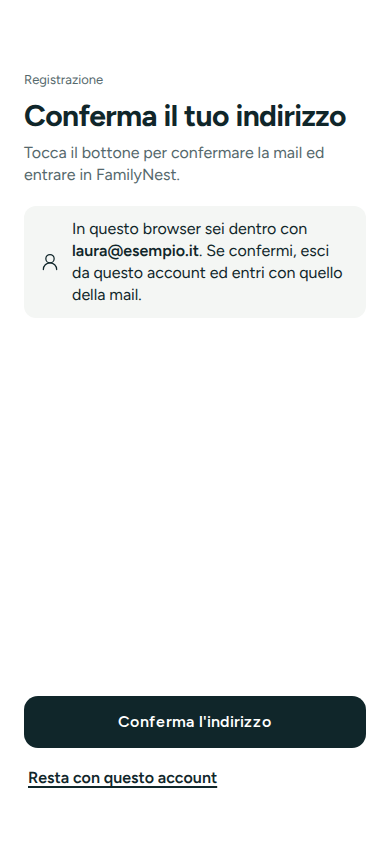 Registrazione
Conferma il tuo indirizzo
Tocca il bottone per confermare la mail ed
entrare in FamilyNest.
In questo browser sei dentro con
laura@esempio.it. Se confermi, esci
da questo account ed entri con quello
della mail.
Conferma l'indirizzo
Resta con questo account